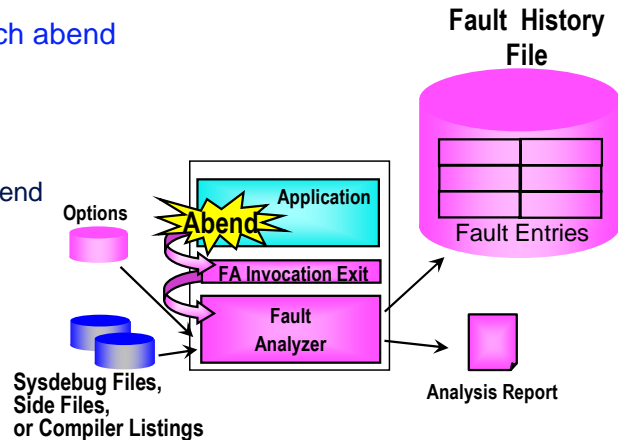 ch abend
end
Fault History
File
Fault Entries
Options
Application
Abend
FA Invocation Exit
Fault
Analyzer
Sysdebug Files,
Side Files,
or Compiler Listings
Analysis Report